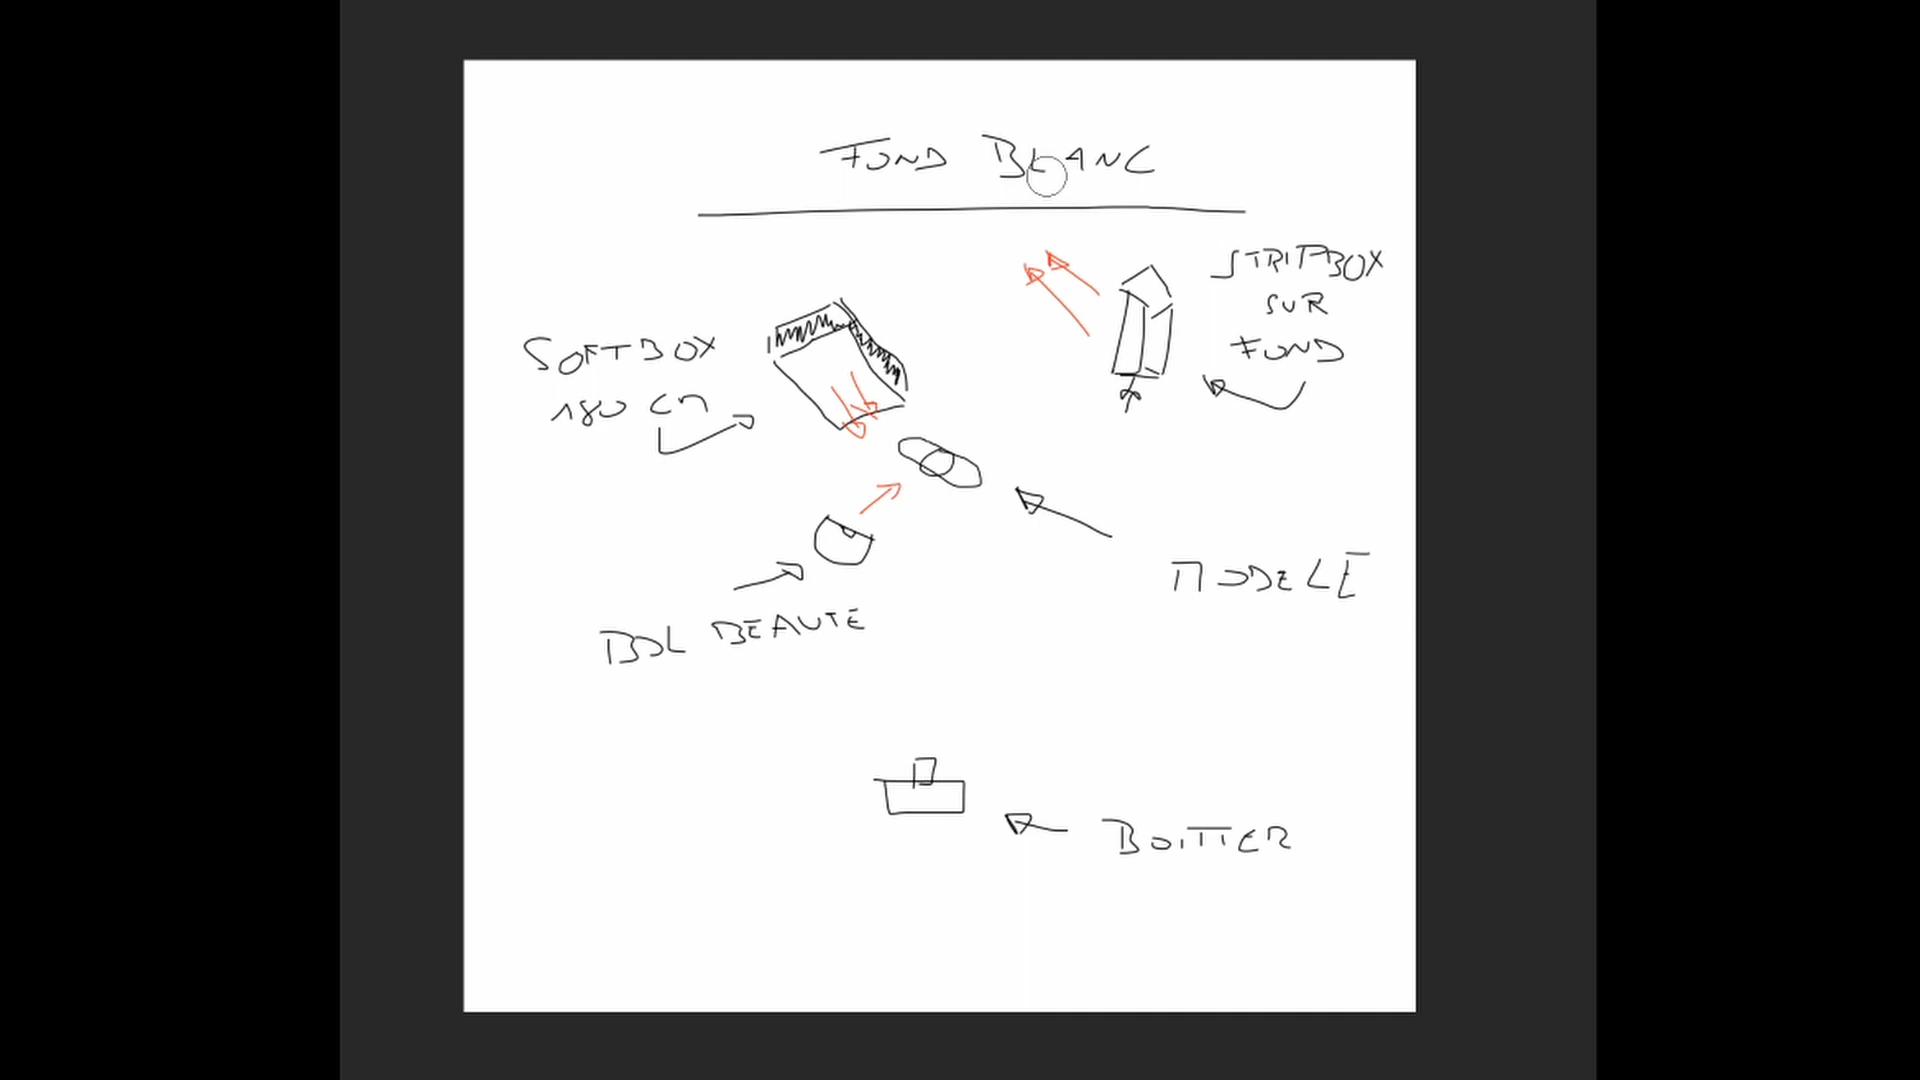 FOND BLANC
STRIPBOX
SUR
FOND
SOFTBOX
180 CM
MODELE
BOL BEAUTE
BOITIER